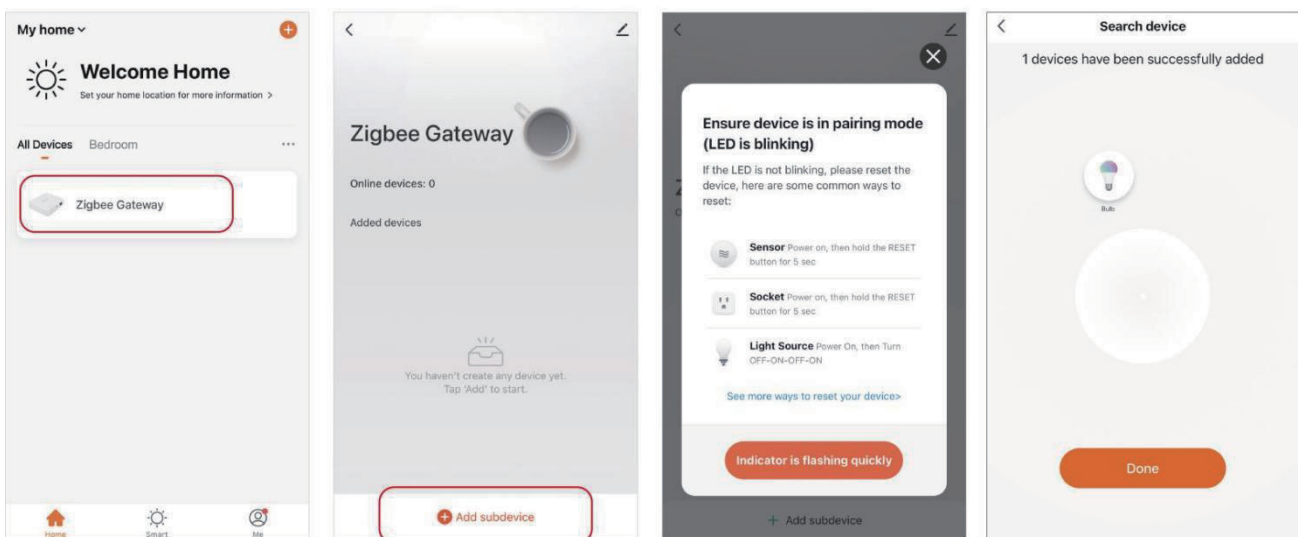 My home
Welcome Home
Set your home location for more information >
All Devices Bedroom
Zigbee Gateway
Home Smart Me
Zigbee Gateway
Online devices: 0
Added devices
You haven't create any device yet.
Tap 'Add' to start.
Add subdevice
Ensure device is in pairing mode
(LED is blinking)
If the LED is not blinking, please reset the
device, here are some common ways to
reset:
Sensor Power on, then hold the RESET
button for 5 sec
Socket Power on, then hold the RESET
button for 5 sec
Light Source Power On, then Turn
OFF-ON-OFF-ON
See more ways to reset your device>
Indicator is flashing quickly
+ Add subdevice
Search device
1 devices have been successfully added
Bulb
Done